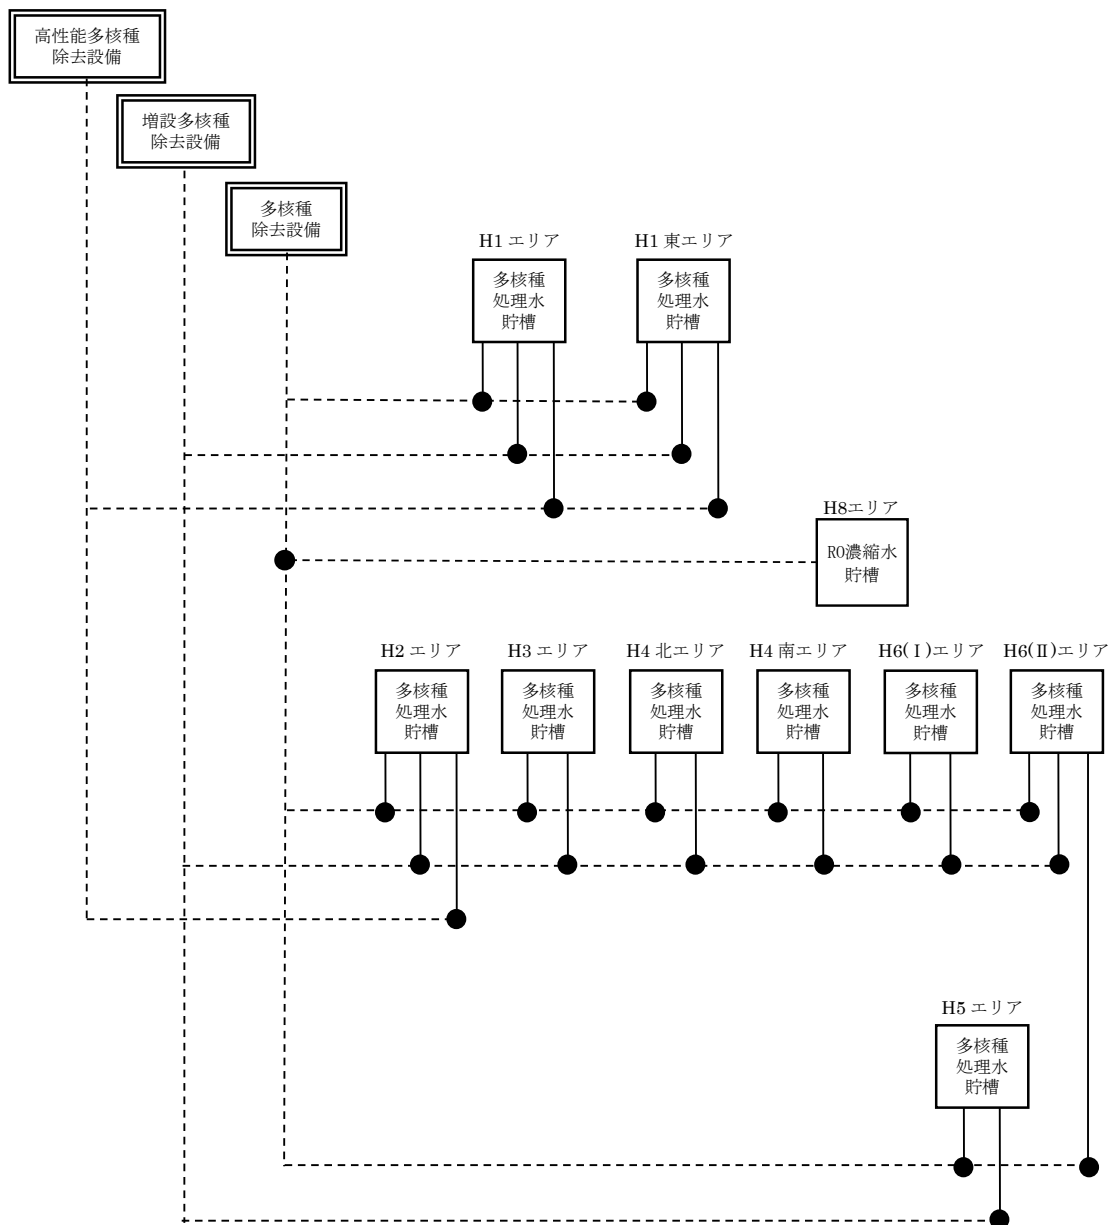 高性能多核種
除去設備
増設多核種
除去設備
多核種
除去設備
H1 エリア
多核種
処理水
貯槽
H1 東エリア
多核種
処理水
貯槽
H8エリア
RO濃縮水
貯槽
H2 エリア
多核種
処理水
貯槽
H3 エリア
多核種
処理水
貯槽
H4 北エリア
多核種
処理水
貯槽
H4 南エリア
多核種
処理水
貯槽
H6(Ⅰ)エリア
多核種
処理水
貯槽
H6(Ⅱ)エリア
多核種
処理水
貯槽
H5 エリア
多核種
処理水
貯槽